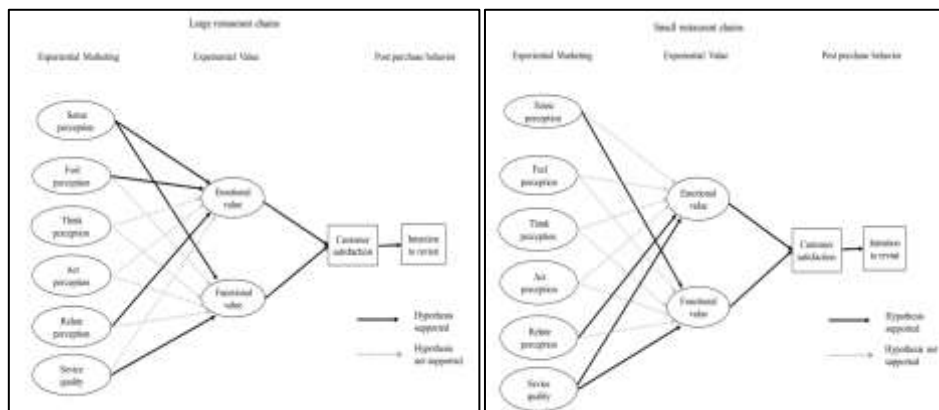 Large restaurant chains
Experiential Marketing
Experiential Value
Post purchase behavior
Sense
perception
Feel
perception
Think
perception
Act
perception
Relate
perception
Sevice
quality
Emotional
value
Functional
value
Customer
satisfaction
Intention
to revisit
Hypothesis
supported
Hypothesis
not supported
Small restaurant chains
Experiential Marketing
Experiential Value
Post purchase behavior
Sense
perception
Feel
perception
Think
perception
Act
perception
Relate
perception
Sevice
quality
Emotional
value
Functional
value
Customer
satisfaction
Intention
to revisit
Hypothesis
supported
Hypothesis not
supported